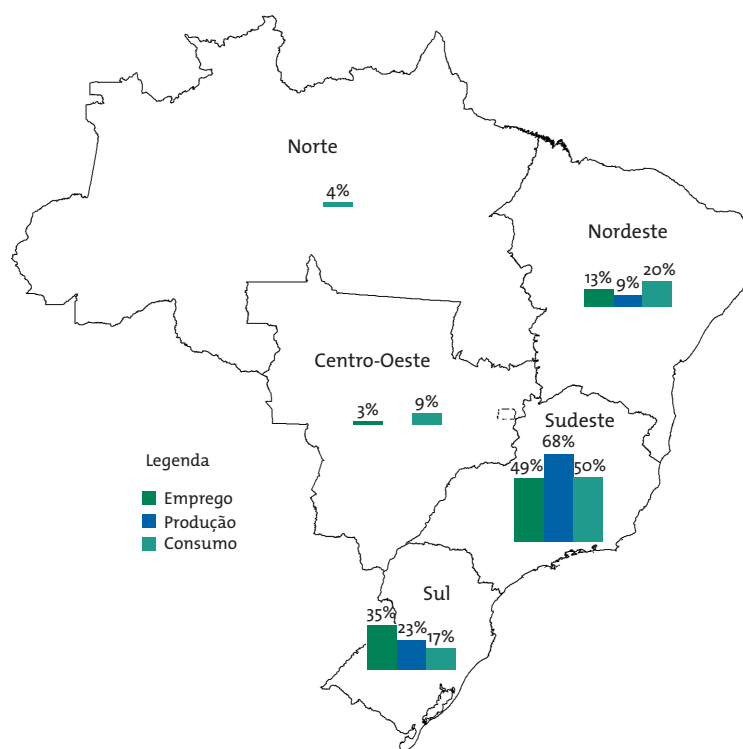 Norte
4%
Nordeste
13% 9% 20%
Centro-Oeste
3% 9%
Sudeste
68%
49% 50%
Legenda
Emprego
Produção
Consumo
Sul
35% 23% 17%